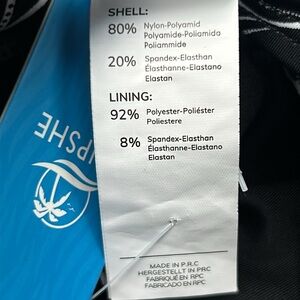 SHELL:
80% Nylon-Polyamid
Polyamide-Poliamida
Poliammide
20% Spandex-Elasthan
Élasthanne-Elastano
Elastan
LINING:
92% Polyester-Poliéster
Poliestere
8% Spandex-Elasthan
Élasthanne-Elastano
Elastan
MADE IN P.R.C
HERGESTELLT IN PRC
FABRIQUÉ EN RPC
FABRICADO EN RPC
UPSHE